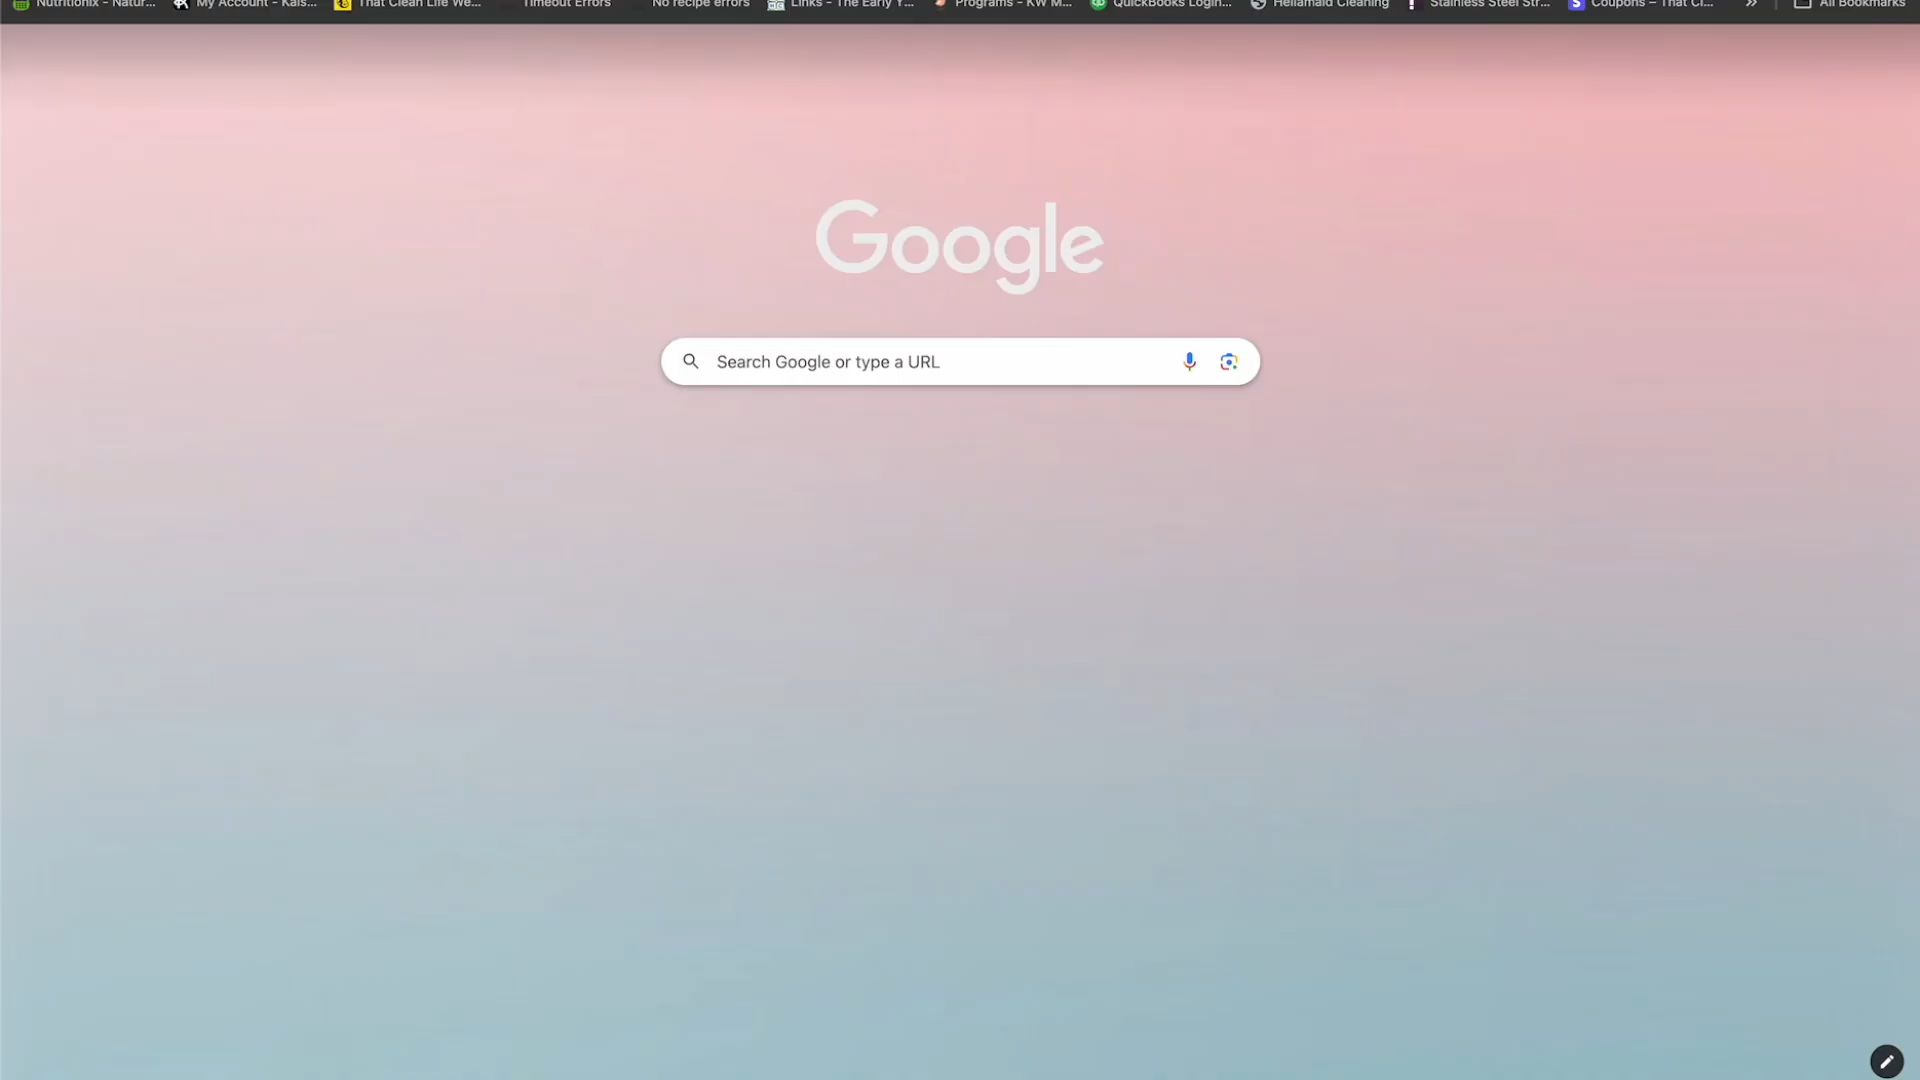 Nutritionix - Natur... My Account - Kais... That Clean Life We... Timeout Errors No recipe errors Links - The Early Y... Programs - KW M... QuickBooks Login... Hellamaid Cleaning Stainless Steel Str... Coupons – That Cl... » All Bookmarks
Google
Search Google or type a URL